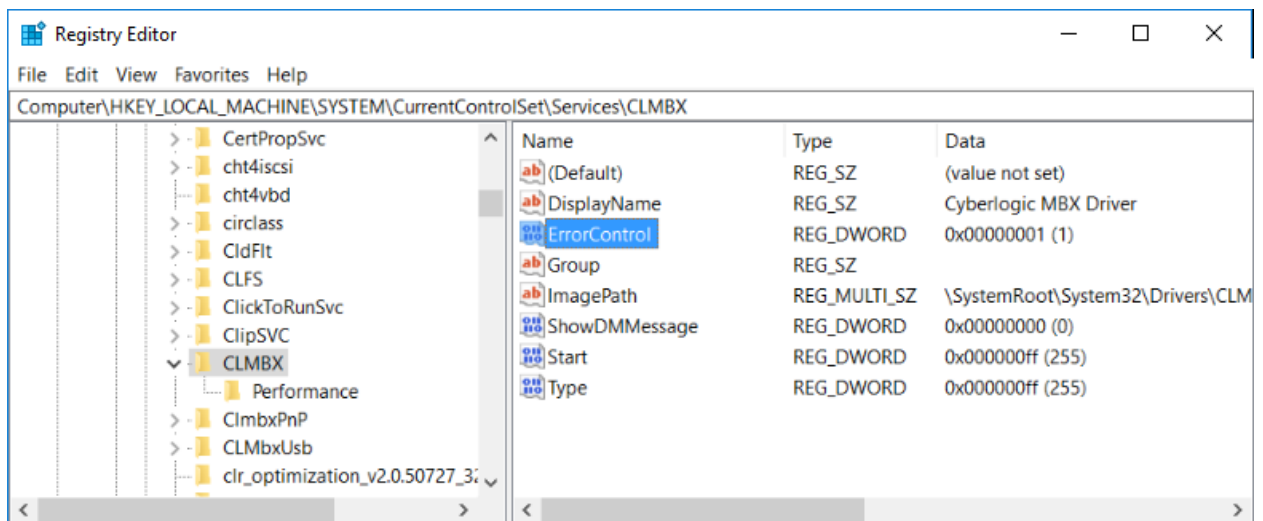 Registry Editor
File Edit View Favorites Help
Computer\HKEY_LOCAL_MACHINE\SYSTEM\CurrentControlSet\Services\CLMBX
CertPropSvc
cht4iscsi
cht4vbd
circlass
CldFlt
CLFS
ClickToRunSvc
ClipSVC
CLMBX
Performance
ClmbxPnP
CLMbxUsb
clr_optimization_v2.0.50727_32
Name Type Data
(Default) REG_SZ (value not set)
DisplayName REG_SZ Cyberlogic MBX Driver
ErrorControl REG_DWORD 0x00000001 (1)
Group REG_SZ
ImagePath REG_MULTI_SZ \SystemRoot\System32\Drivers\CLM
ShowDMMessage REG_DWORD 0x00000000 (0)
Start REG_DWORD 0x000000ff (255)
Type REG_DWORD 0x000000ff (255)